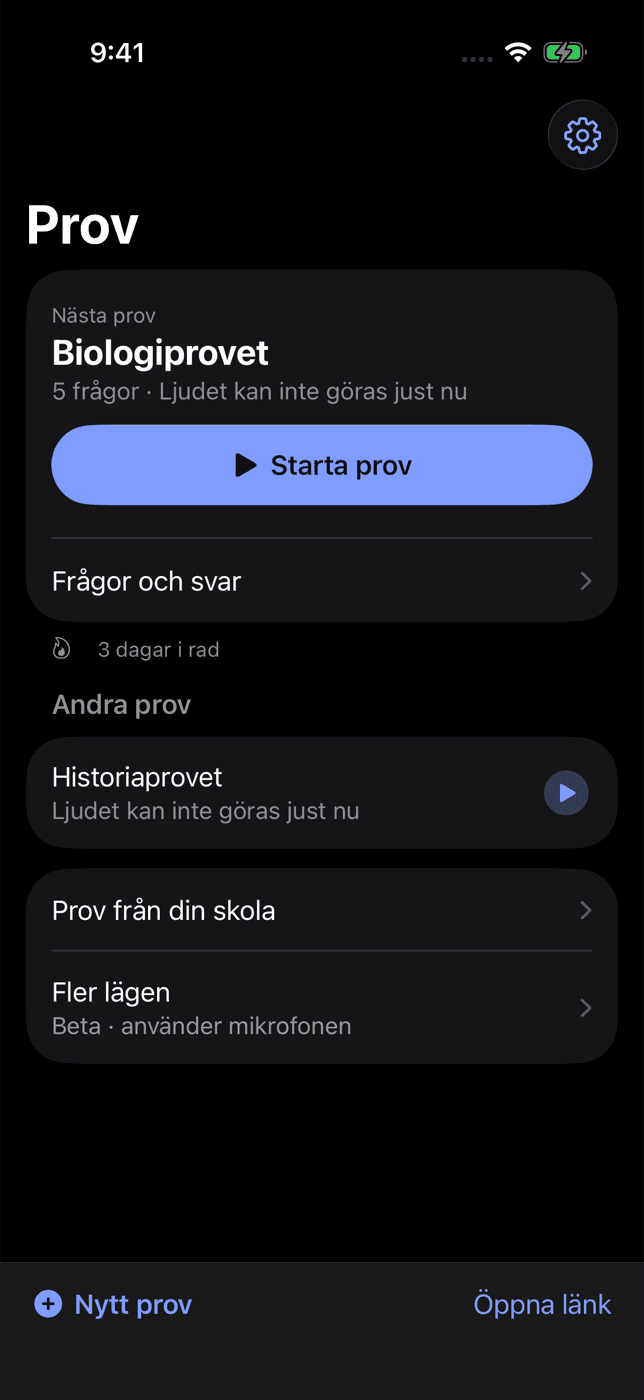 9:41
Prov
Nästa prov
Biologiprovet
5 frågor · Ljudet kan inte göras just nu
Starta prov
Frågor och svar
3 dagar i rad
Andra prov
Historiaprovet
Ljudet kan inte göras just nu
Prov från din skola
Fler lägen
Beta · använder mikrofonen
Nytt prov
Öppna länk